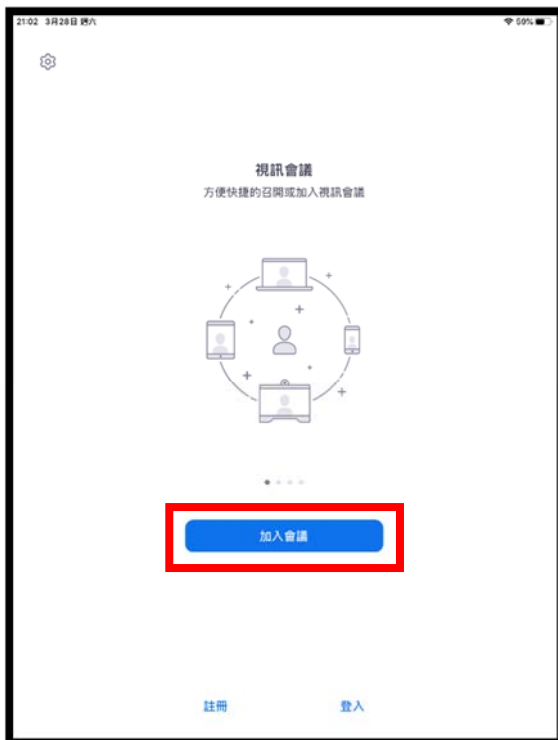 21:02 3月28日 週六
59%
視訊會議
方便快捷的召開或加入視訊會議
加入會議
註冊 登入